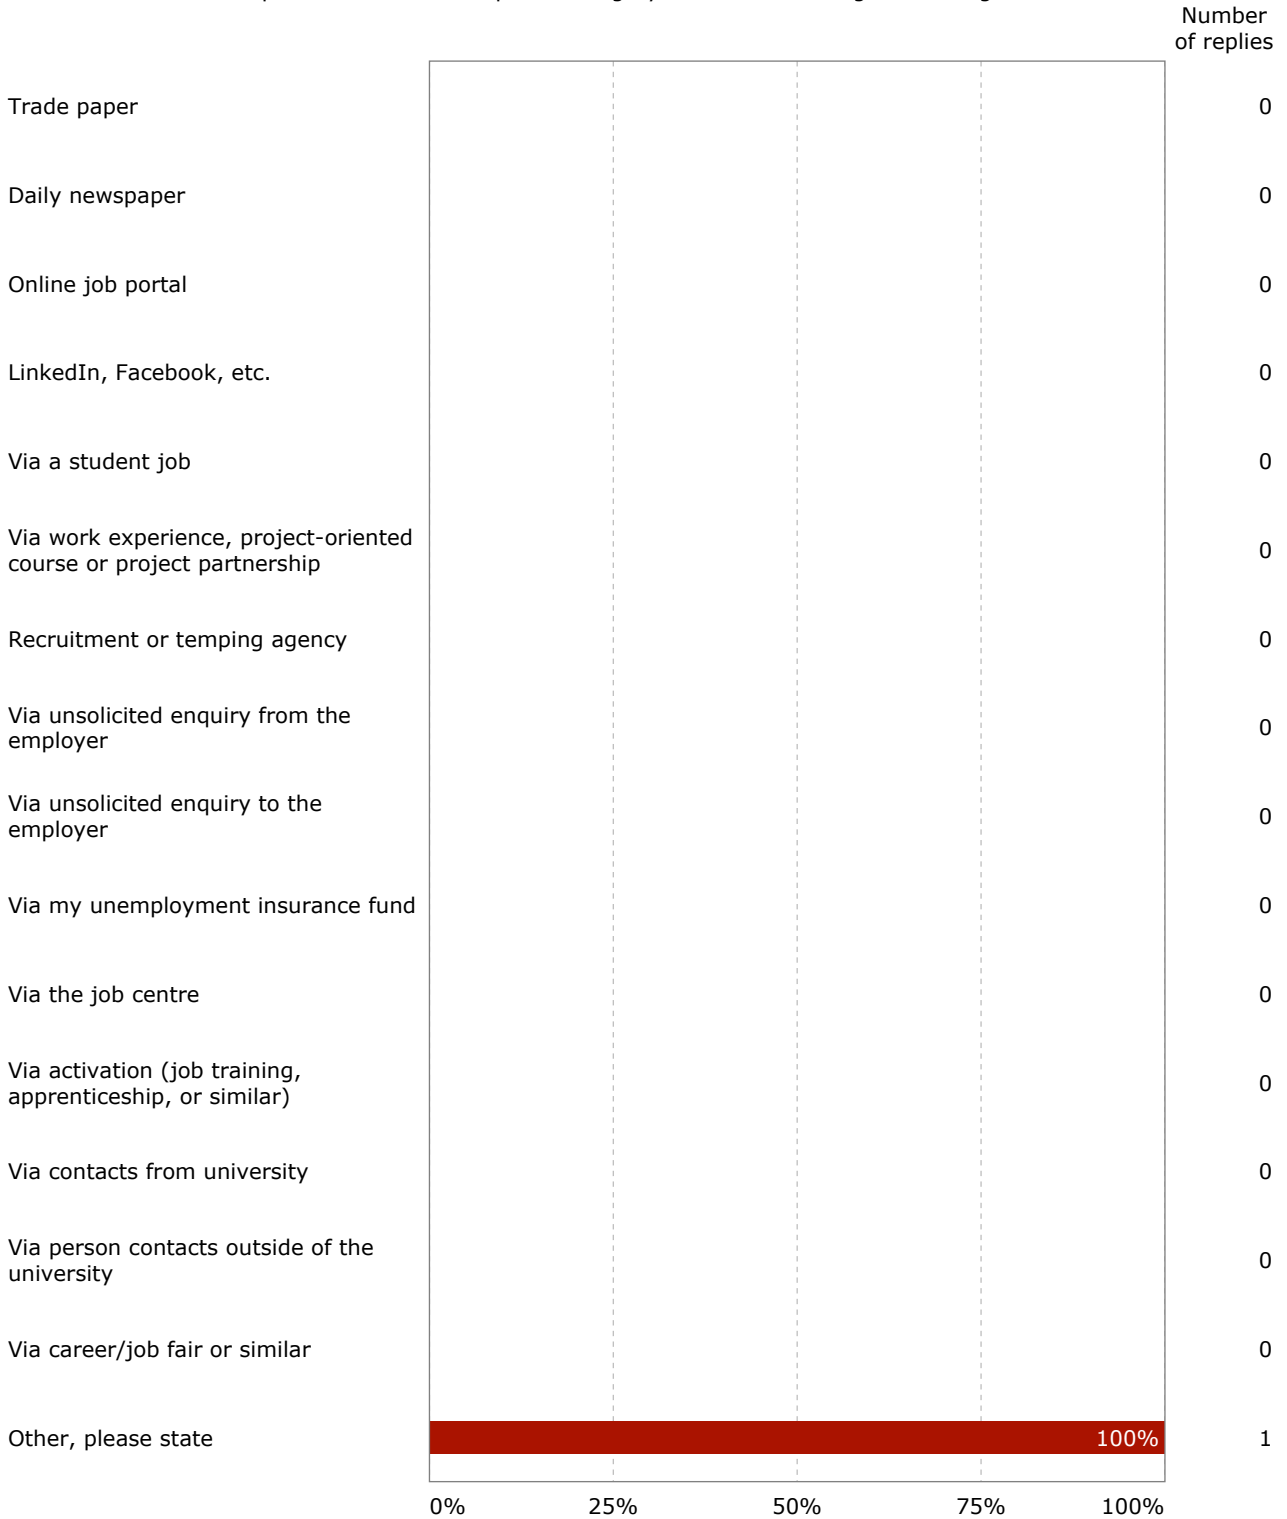 Number
of replies
Trade paper 0
Daily newspaper 0
Online job portal 0
LinkedIn, Facebook, etc. 0
Via a student job 0
Via work experience, project-oriented
course or project partnership 0
Recruitment or temping agency 0
Via unsolicited enquiry from the
employer 0
Via unsolicited enquiry to the
employer 0
Via my unemployment insurance fund 0
Via the job centre 0
Via activation (job training,
apprenticeship, or similar) 0
Via contacts from university 0
Via person contacts outside of the
university 0
Via career/job fair or similar 0
Other, please state 100% 1
0% 25% 50% 75% 100%